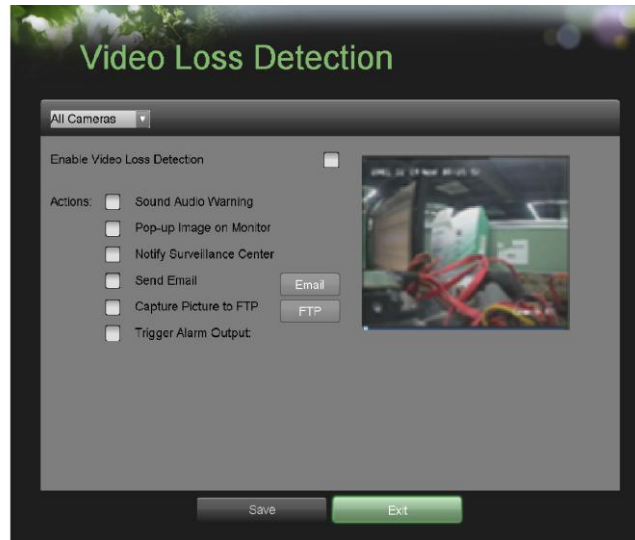 Video Loss Detection
All Cameras
Enable Video Loss Detection
Actions:
Sound Audio Warning
Pop-up Image on Monitor
Notify Surveillance Center
Send Email
Email
Capture Picture to FTP
FTP
Trigger Alarm Output:
Save
Exit